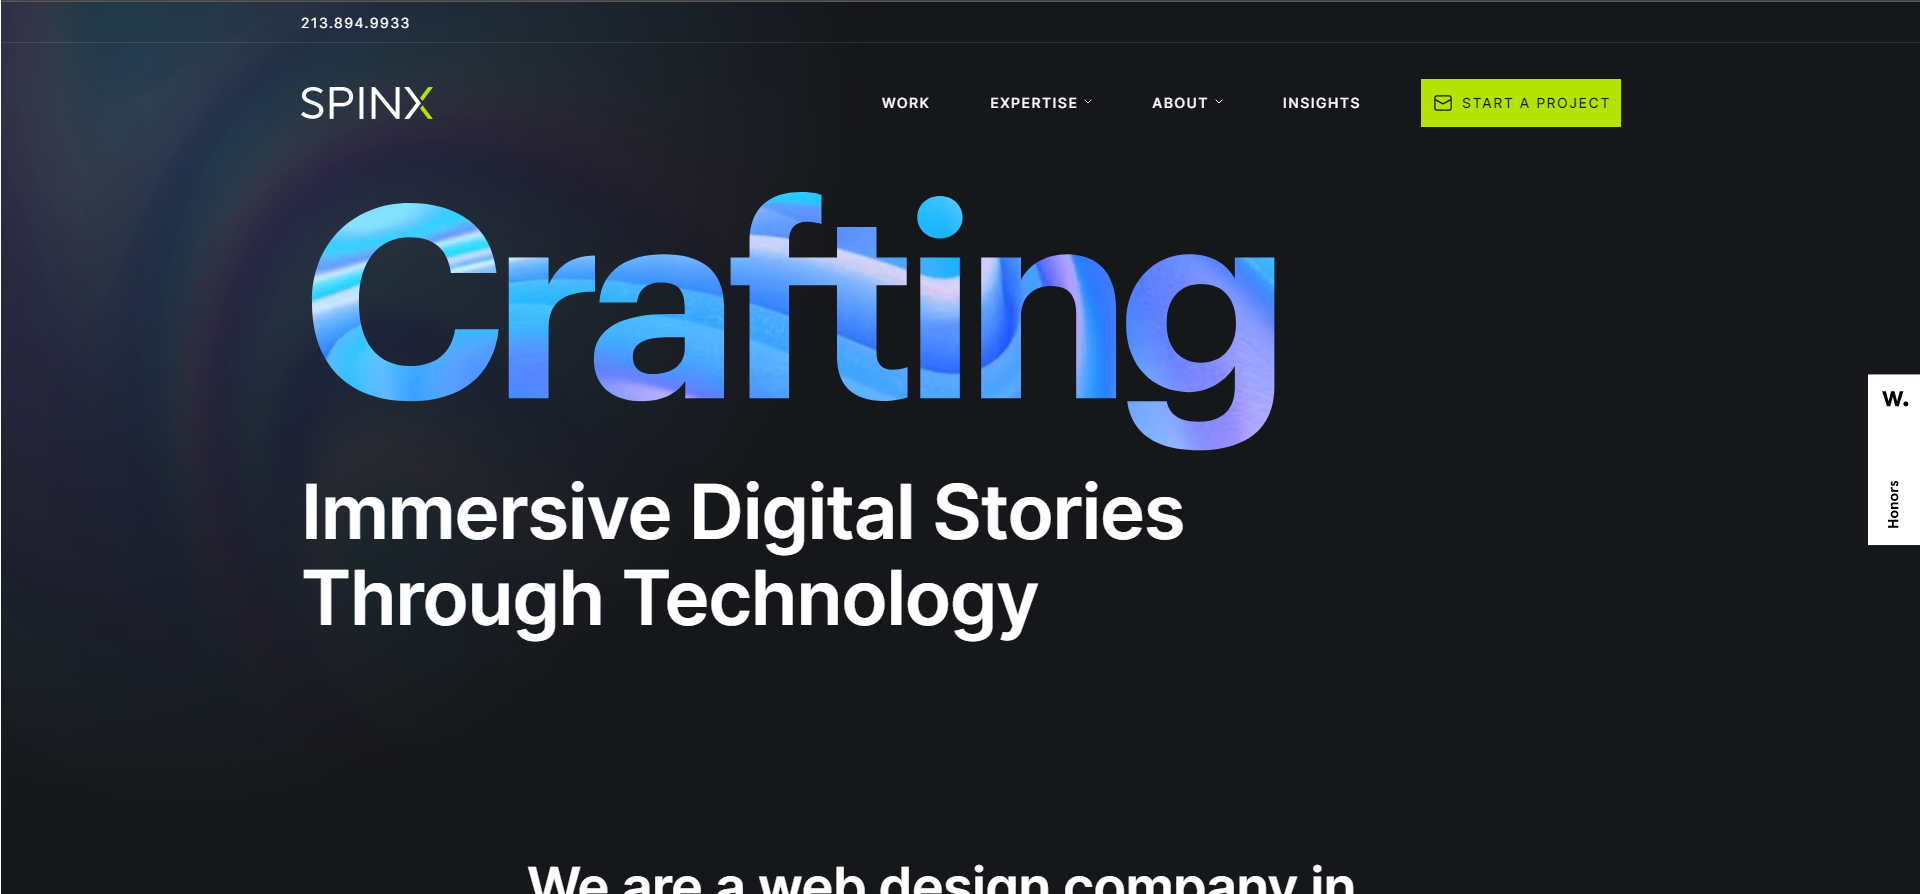 213.894.9933
SPINX
WORK
EXPERTISE
ABOUT
INSIGHTS
START A PROJECT
Crafting
W.
Honors
Immersive Digital Stories
Through Technology
We are a web design company in